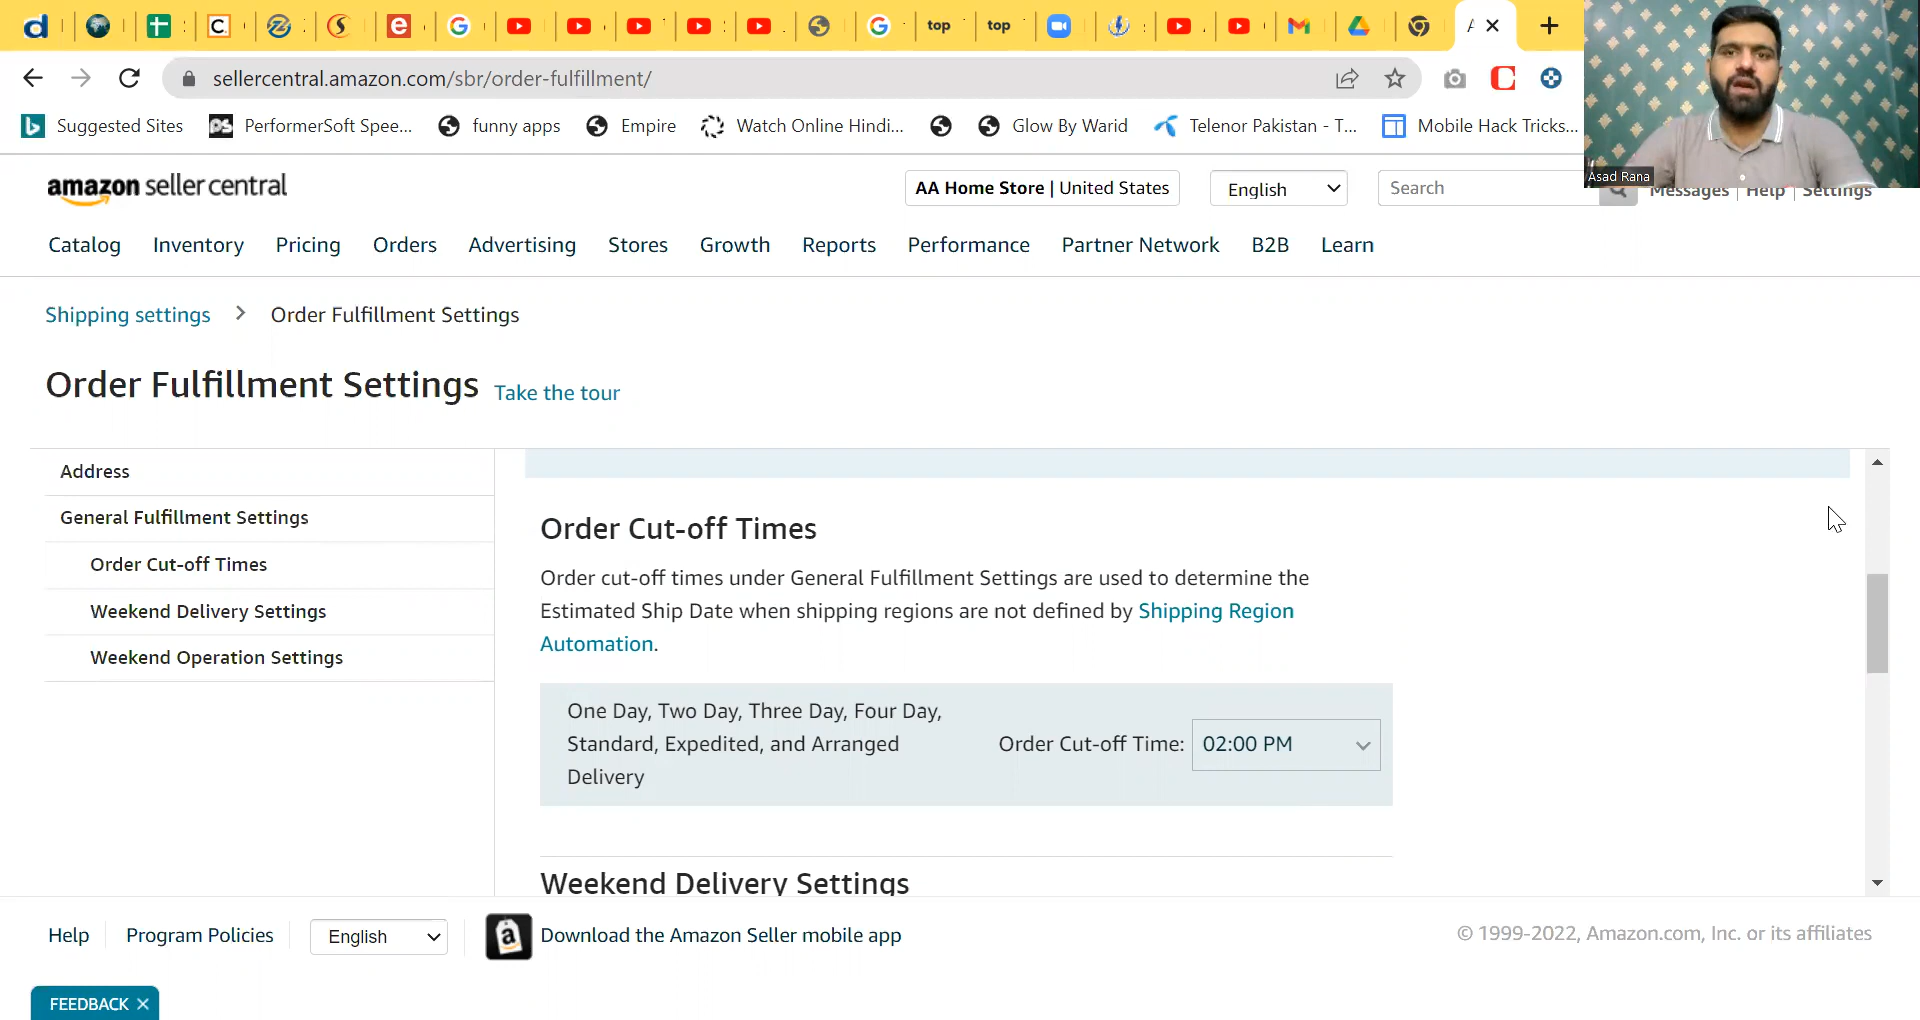 top
top
sellercentral.amazon.com/sbr/order-fulfillment/
Suggested Sites
PerformerSoft Spee...
funny apps
Empire
Watch Online Hindi...
Glow By Warid
Telenor Pakistan - T...
Mobile Hack Tricks...
Asad Rana
amazon seller central
AA Home Store | United States
English
Search
Messages | Help | Settings
Catalog
Inventory
Pricing
Orders
Advertising
Stores
Growth
Reports
Performance
Partner Network
B2B
Learn
Shipping settings
Order Fulfillment Settings
Order Fulfillment Settings
Take the tour
Address
General Fulfillment Settings
Order Cut-off Times
Weekend Delivery Settings
Weekend Operation Settings
Order Cut-off Times
Order cut-off times under General Fulfillment Settings are used to determine the
Estimated Ship Date when shipping regions are not defined by Shipping Region
Automation.
One Day, Two Day, Three Day, Four Day,
Standard, Expedited, and Arranged
Delivery
Order Cut-off Time:
02:00 PM
Weekend Delivery Settings
Help
Program Policies
English
Download the Amazon Seller mobile app
© 1999-2022, Amazon.com, Inc. or its affiliates
FEEDBACK